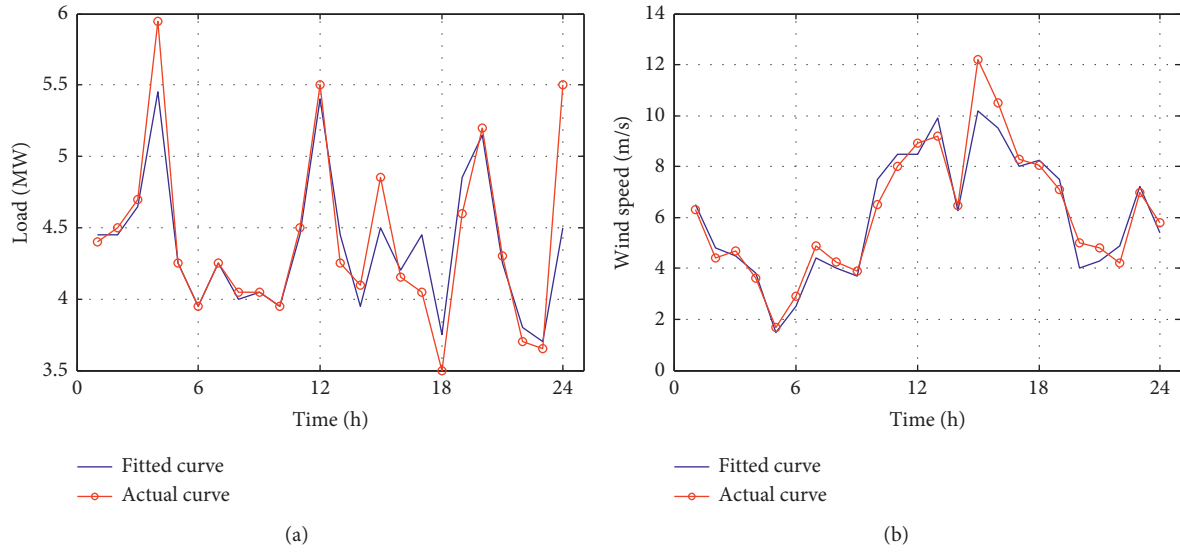 6
5.5
5
4.5
4
3.5
Load (MW)
0
6
12
18
24
Time (h)
Fitted curve
Actual curve
(a)
14
12
10
8
6
4
2
0
Wind speed (m/s)
0
6
12
18
24
Time (h)
Fitted curve
Actual curve
(b)